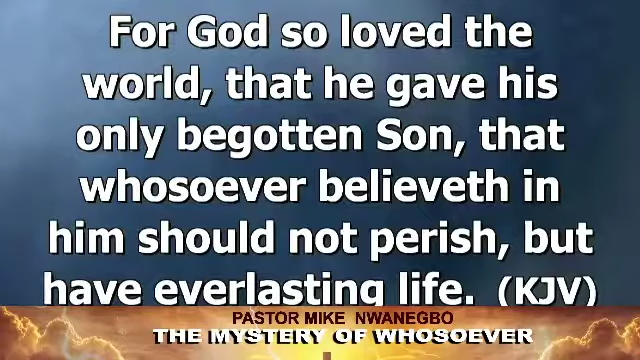 For God so loved the
world, that he gave his
only begotten Son, that
whosoever believeth in
him should not perish, but
have everlasting life. (KJV)
PASTOR MIKE NWANEGBO
THE MYSTERY OF WHOSOEVER